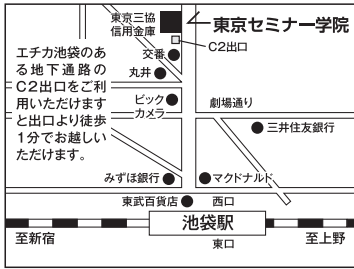 東京三協
信用金庫
東京セミナー学院
C2出口
交番
丸井
エチカ池袋のあ
る地下通路の
C2出口をご利
用いただけます
と出口より徒歩
1分でお越しい
ただけます。
ビック
カメラ
劇場通り
三井住友銀行
みずほ銀行
マクドナルド
東武百貨店
西口
池袋駅
至新宿
東口
至上野